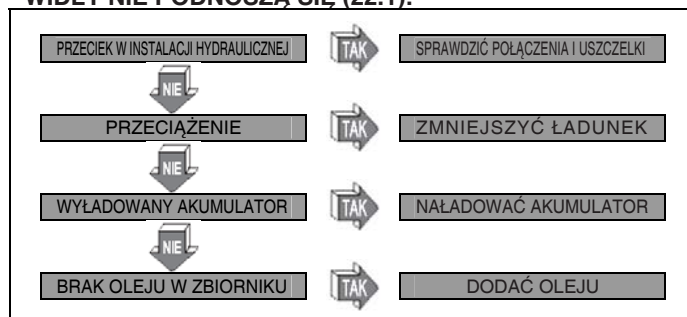 WIDŁY NIE PODNOSZĄ SIĘ (22.1):
PRZECIEK W INSTALACJI HYDRAULICZNEJ TAK SPRAWDZIĆ POŁĄCZENIA I USZCZELKI
NIE
PRZECIĄŻENIE TAK ZMNIEJSZYĆ ŁADUNEK
NIE
WYŁADOWANY AKUMULATOR TAK NAŁADOWAĆ AKUMULATOR
NIE
BRAK OLEJU W ZBIORNIKU TAK DODAĆ OLEJU